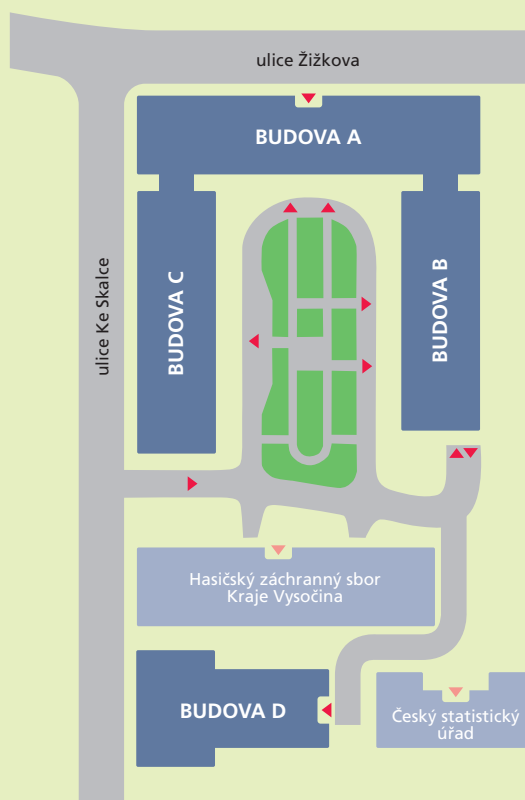 ulice Žižkova
BUDOVA A
ulice Ke Skalce
BUDOVA C
BUDOVA B
Hasičský záchranný sbor
Kraje Vysočina
BUDOVA D
Český statistický
úřad